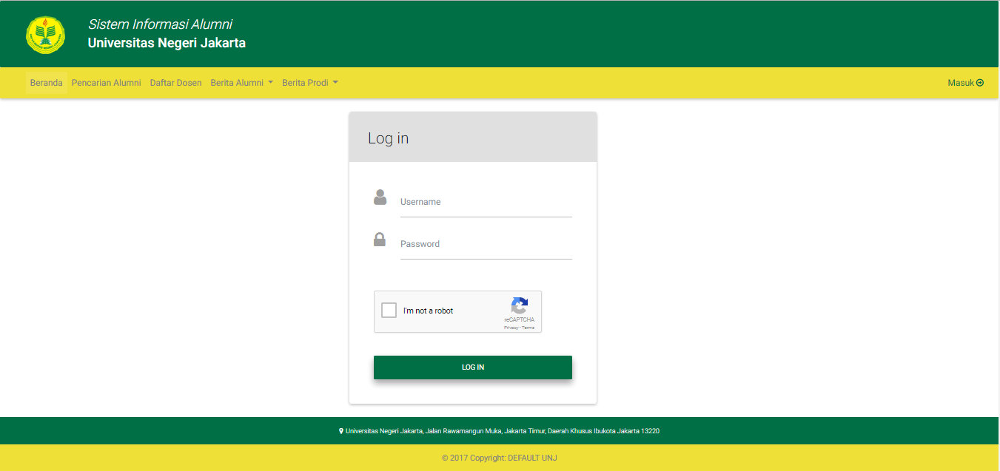 Sistem Informasi Alumni
Universitas Negeri Jakarta
Beranda Pencarian Alumni Daftar Dosen Berita Alumni Berita Prodi Masuk
Log in
Username
Password
I'm not a robot
reCAPTCHA
Privacy - Terms
LOG IN
Universitas Negeri Jakarta, Jalan Rawamangun Muka, Jakarta Timur, Daerah Khusus Ibukota Jakarta 13220
© 2017 Copyright: DEFAULT UNJ